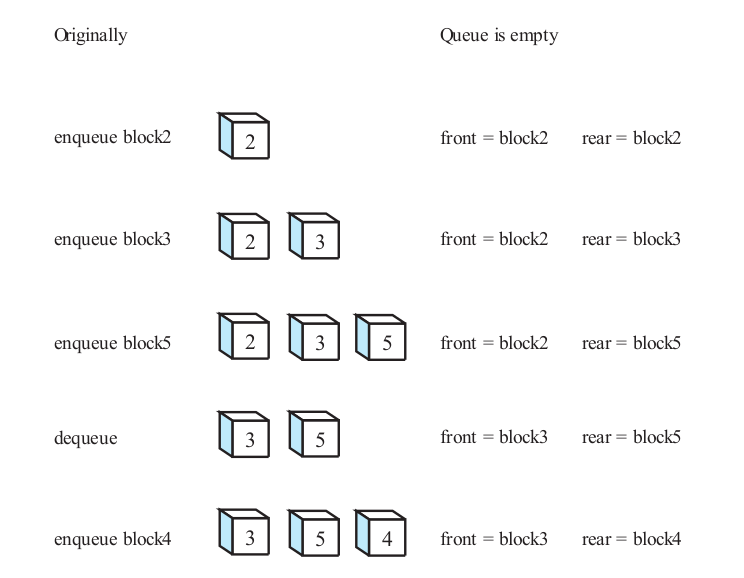 Originally Queue is empty
enqueue block2 2 front = block2 rear = block2
enqueue block3 2 3 front = block2 rear = block3
enqueue block5 2 3 5 front = block2 rear = block5
dequeue 3 5 front = block3 rear = block5
enqueue block4 3 5 4 front = block3 rear = block4